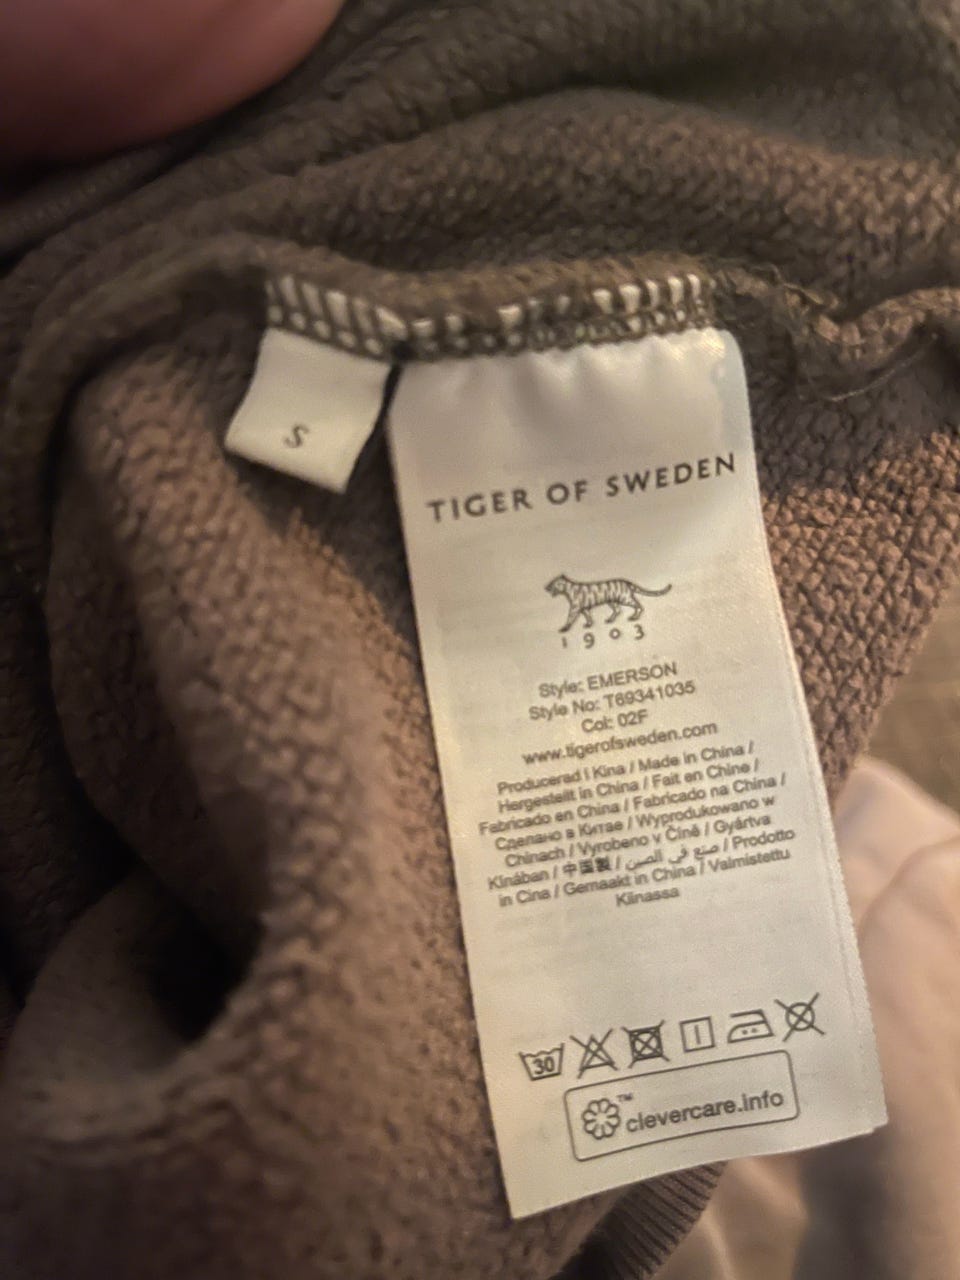 S
TIGER OF SWEDEN
1903
Style: EMERSON
Style No: T69341035
Col: 02F
www.tigerofsweden.com
Producerad i Kina / Made in China /
Hergestellt in China / Fait en Chine /
Fabricado en China / Fabricado na China /
Сделано в Китае / Wyprodukowano w
Chinach / Vyrobeno v Číně / Gyártva
Kínában / 中国製 / صنع في الصين / Prodotto
in Cina / Gemaakt in China / Valmistettu
Kiinassa
30
clevercare.info™